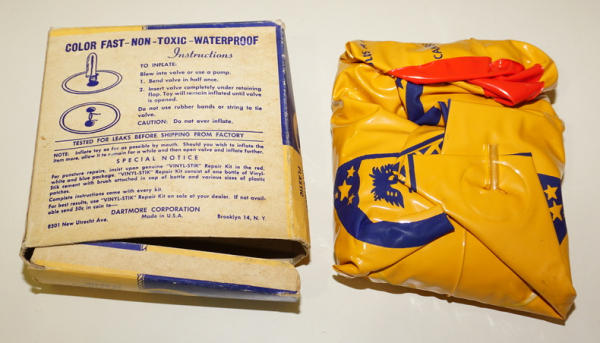 COLOR FAST-NON-TOXIC-WATERPROOF
Instructions
TO INFLATE:
Blow into valve or use a pump.
1. Bend valve in half once.
2. Insert valve completely under retaining
flap. Toy will remain inflated until valve
is opened.
Do not use rubber bands or string to tie
valve.
CAUTION: Do not over inflate.
TESTED FOR LEAKS BEFORE SHIPPING FROM FACTORY
NOTE: Inflate toy as far as possible by mouth. Should you wish to inflate the
item more, allow it to remain for a while and then open valve and inflate further.
SPECIAL NOTICE
For puncture repairs, insist upon genuine "VINYL-STIK" Repair Kit in the red,
white and blue package. "VINYL-STIK" Repair Kit consist of one bottle of Vinyl-
Stik cement with brush attached in cap of bottle and various sizes of plastic
patches.
Complete instructions come with every kit.
For best results, use "VINYL-STIK" Repair Kit on sale at your dealer. If not avail-
able send 50c in coin to—
DARTMORE CORPORATION
8201 New Utrecht Ave. Made in U.S.A. Brooklyn 14, N. Y.